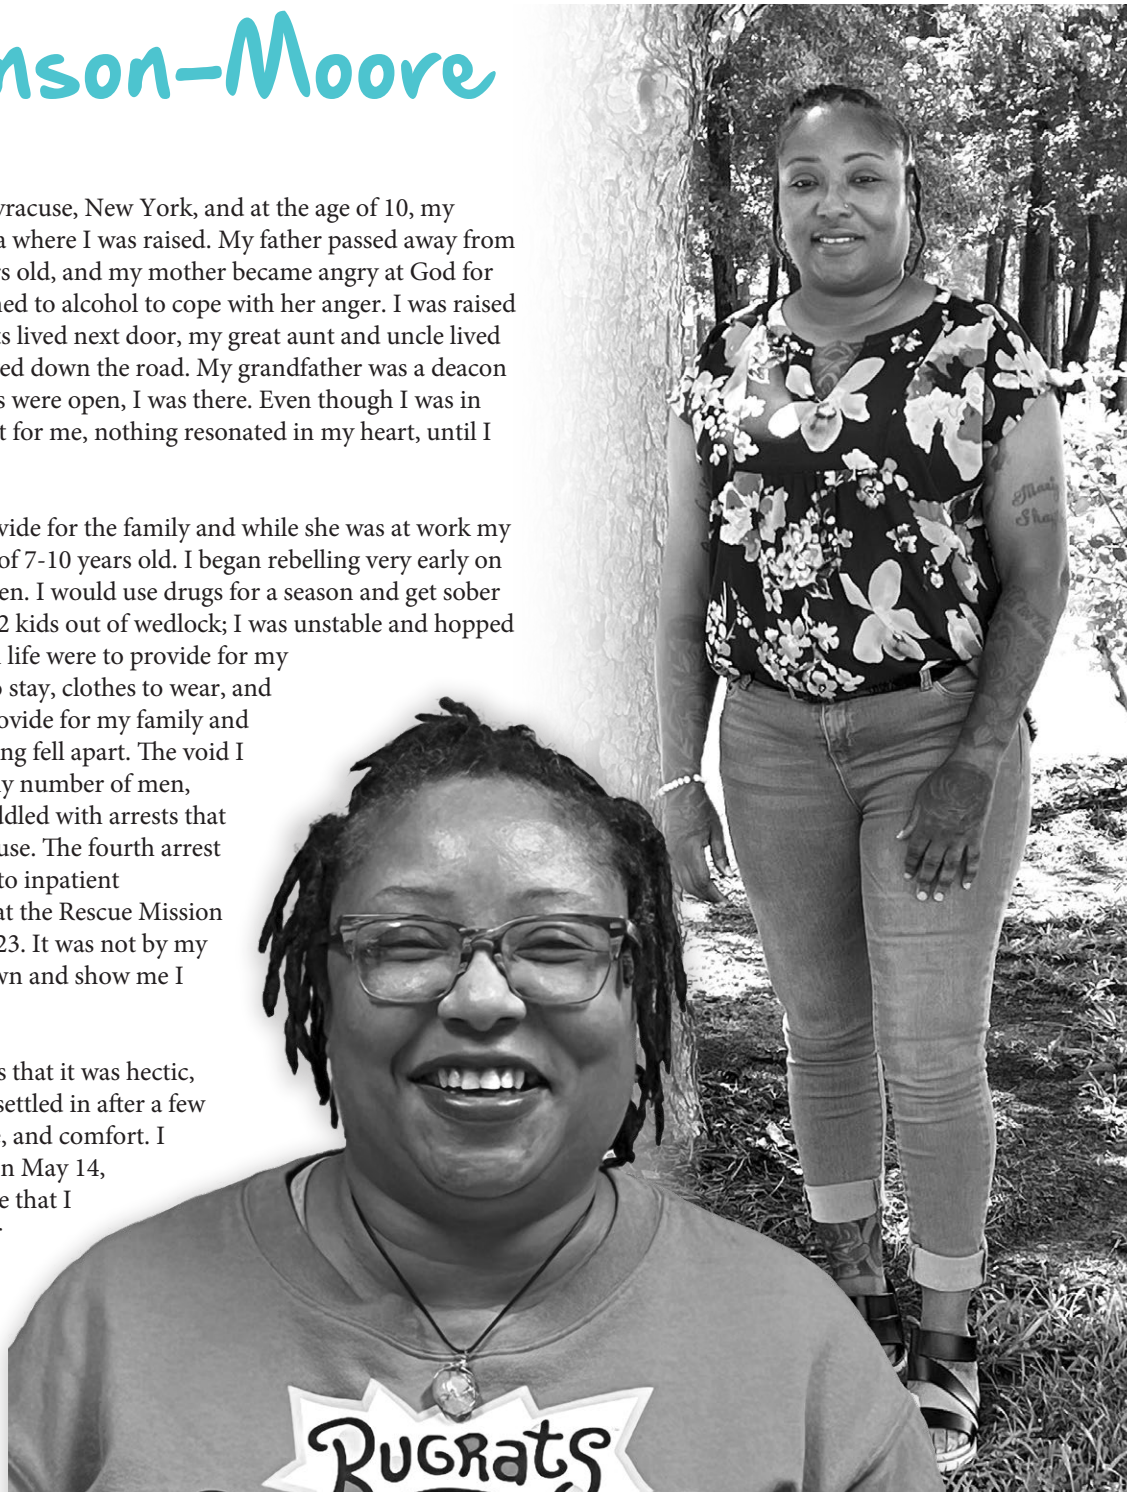 nson-Moore
yracuse, New York, and at the age of 10, my
a where I was raised. My father passed away from
rs old, and my mother became angry at God for
ned to alcohol to cope with her anger. I was raised
ts lived next door, my great aunt and uncle lived
ed down the road. My grandfather was a deacon
s were open, I was there. Even though I was in
t for me, nothing resonated in my heart, until I
vide for the family and while she was at work my
of 7-10 years old. I began rebelling very early on
en. I would use drugs for a season and get sober
2 kids out of wedlock; I was unstable and hopped
l life were to provide for my
o stay, clothes to wear, and
ovide for my family and
ng fell apart. The void I
y number of men,
ddled with arrests that
use. The fourth arrest
to inpatient
at the Rescue Mission
23. It was not by my
wn and show me I
s that it was hectic,
settled in after a few
e, and comfort. I
n May 14,
e that I
Rugrats